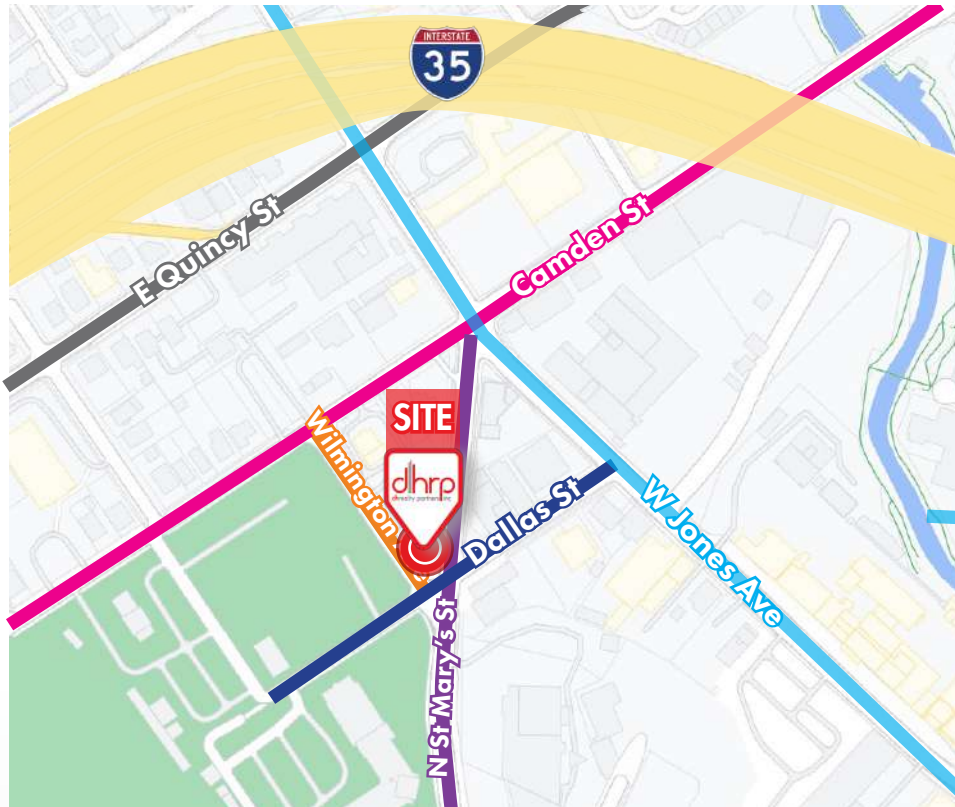 INTERSTATE
35
E Quincy St
Camden St
SITE
Wilmington
dhrp
Dallas St
W Jones Ave
N St Mary's St